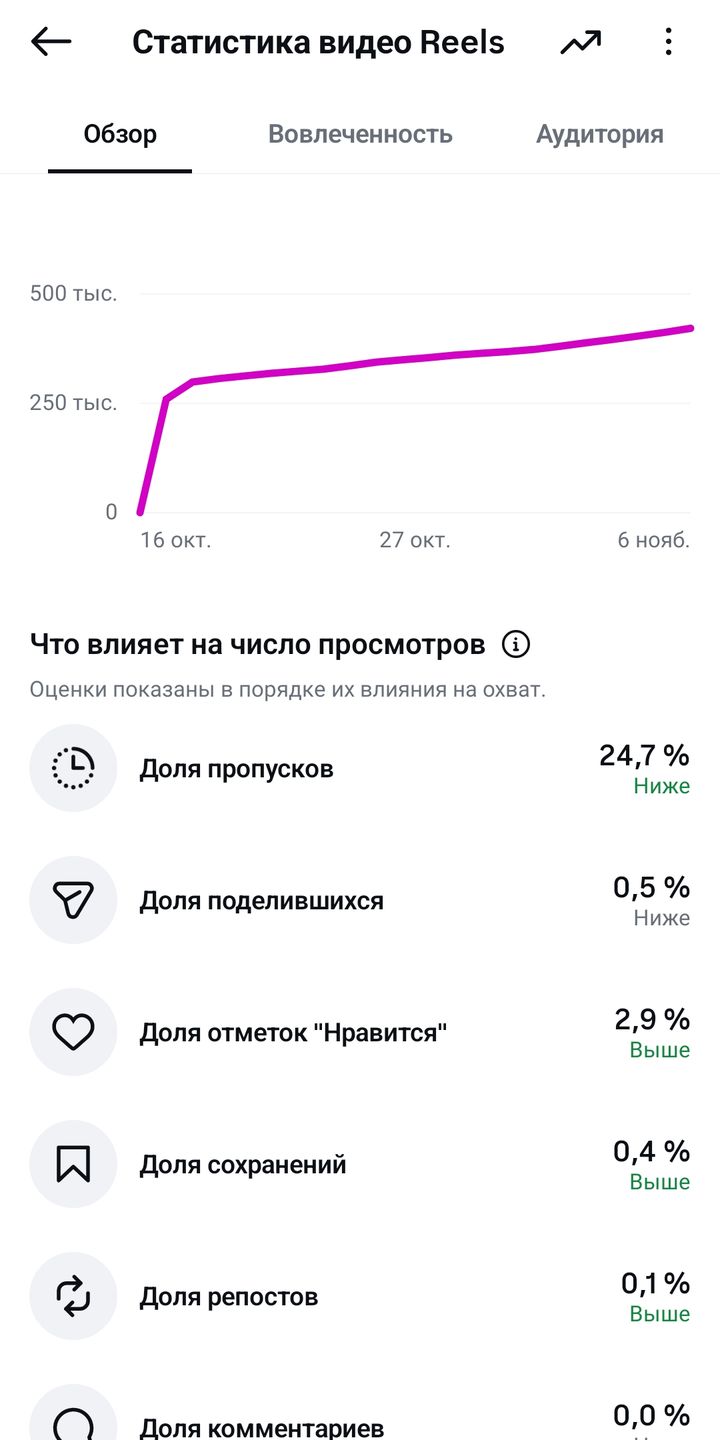 Статистика видео Reels
Обзор
Вовлеченность
Аудитория
500 тыс.
250 тыс.
0
16 окт.
27 окт.
6 нояб.
Что влияет на число просмотров
Оценки показаны в порядке их влияния на охват.
Доля пропусков
24,7 %
Ниже
Доля поделившихся
0,5 %
Ниже
Доля отметок "Нравится"
2,9 %
Выше
Доля сохранений
0,4 %
Выше
Доля репостов
0,1 %
Выше
Доля комментариев
0,0 %